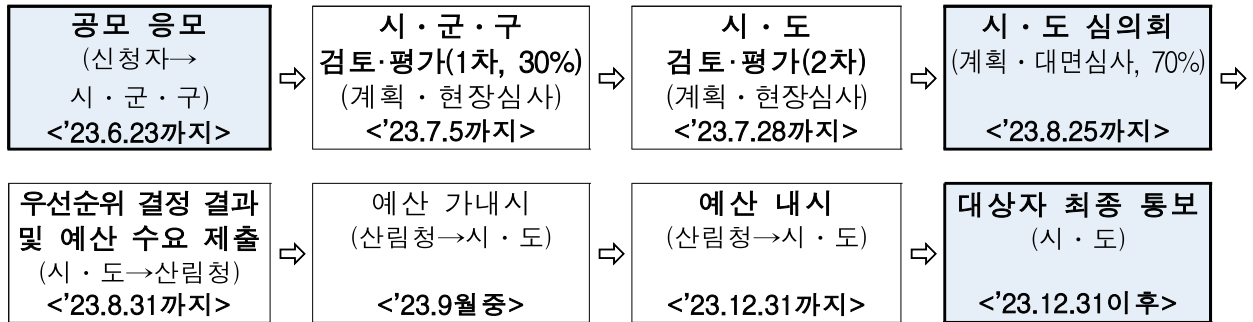 공모 응모
(신청자→
시·군·구)
<'23.6.23까지>
⇨
시·군·구
검토·평가(1차, 30%)
(계획·현장심사)
<'23.7.5까지>
⇨
시·도
검토·평가(2차)
(계획·현장심사)
<'23.7.28까지>
⇨
시·도 심의회
(계획·대면심사, 70%)
<'23.8.25까지>
⇨
우선순위 결정 결과
및 예산 수요 제출
(시·도→산림청)
<'23.8.31까지>
⇨
예산 가내시
(산림청→시·도)
<'23.9월중>
⇨
예산 내시
(산림청→시·도)
<'23.12.31까지>
⇨
대상자 최종 통보
(시·도)
<'23.12.31이후>